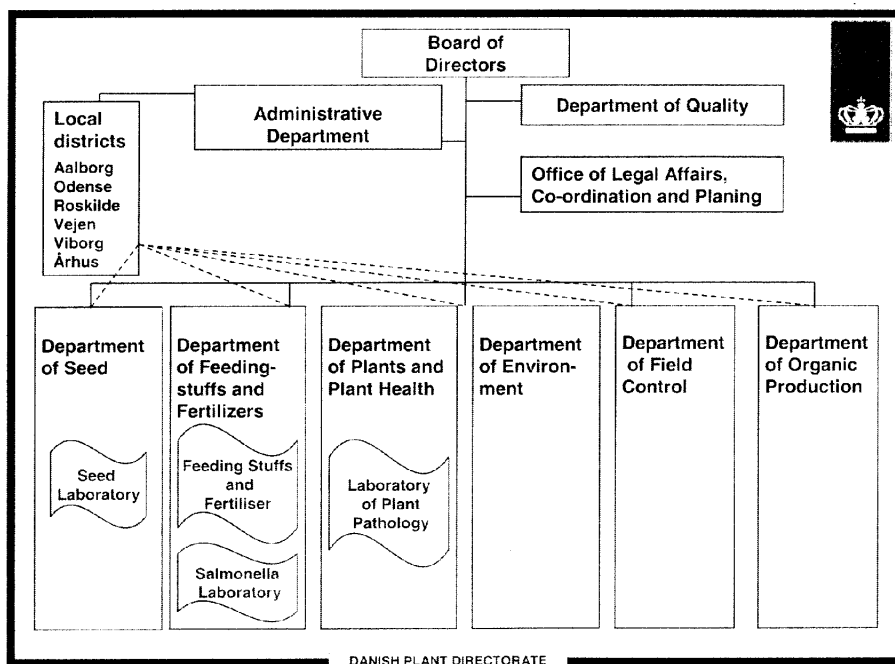 Board of
Directors
Administrative
Department
Department of Quality
Local
districts
Aalborg
Odense
Roskilde
Vejen
Viborg
Århus
Office of Legal Affairs,
Co-ordination and Planing
Department
of Seed
Seed
Laboratory
Department
of Feeding-
stuffs and
Fertilizers
Feeding Stuffs
and
Fertiliser
Salmonella
Laboratory
Department
of Plants and
Plant Health
Laboratory
of Plant
Pathology
Department
of Environ-
ment
Department
of Field
Control
Department
of Organic
Production
DANISH PLANT DIRECTORATE